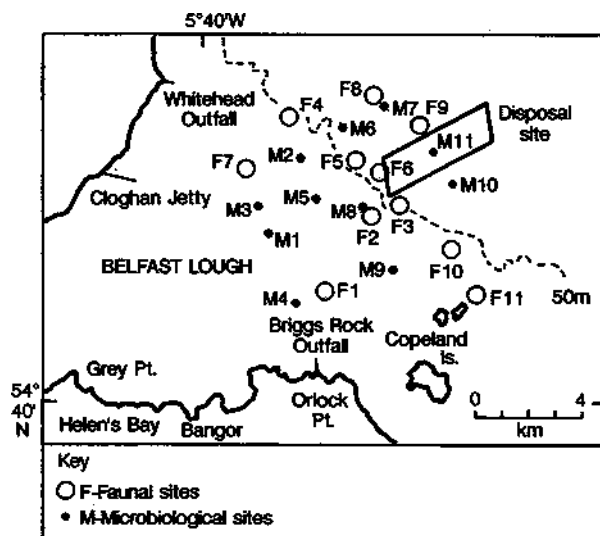 5°40'W
Whitehead
Outfall
F4
F8
M7
F9
M6
Disposal
site
M11
M2
F5
F6
F7
M10
Cloghan Jetty
M3
M5
M8
F2
F3
M1
BELFAST LOUGH
M9
F10
F11
50m
M4
F1
Briggs Rock
Outfall
Copeland
Is.
Grey Pt.
54°
40'
N
Helen's Bay
Bangor
Orlock
Pt.
0 4
km
Key
F-Faunal sites
M-Microbiological sites